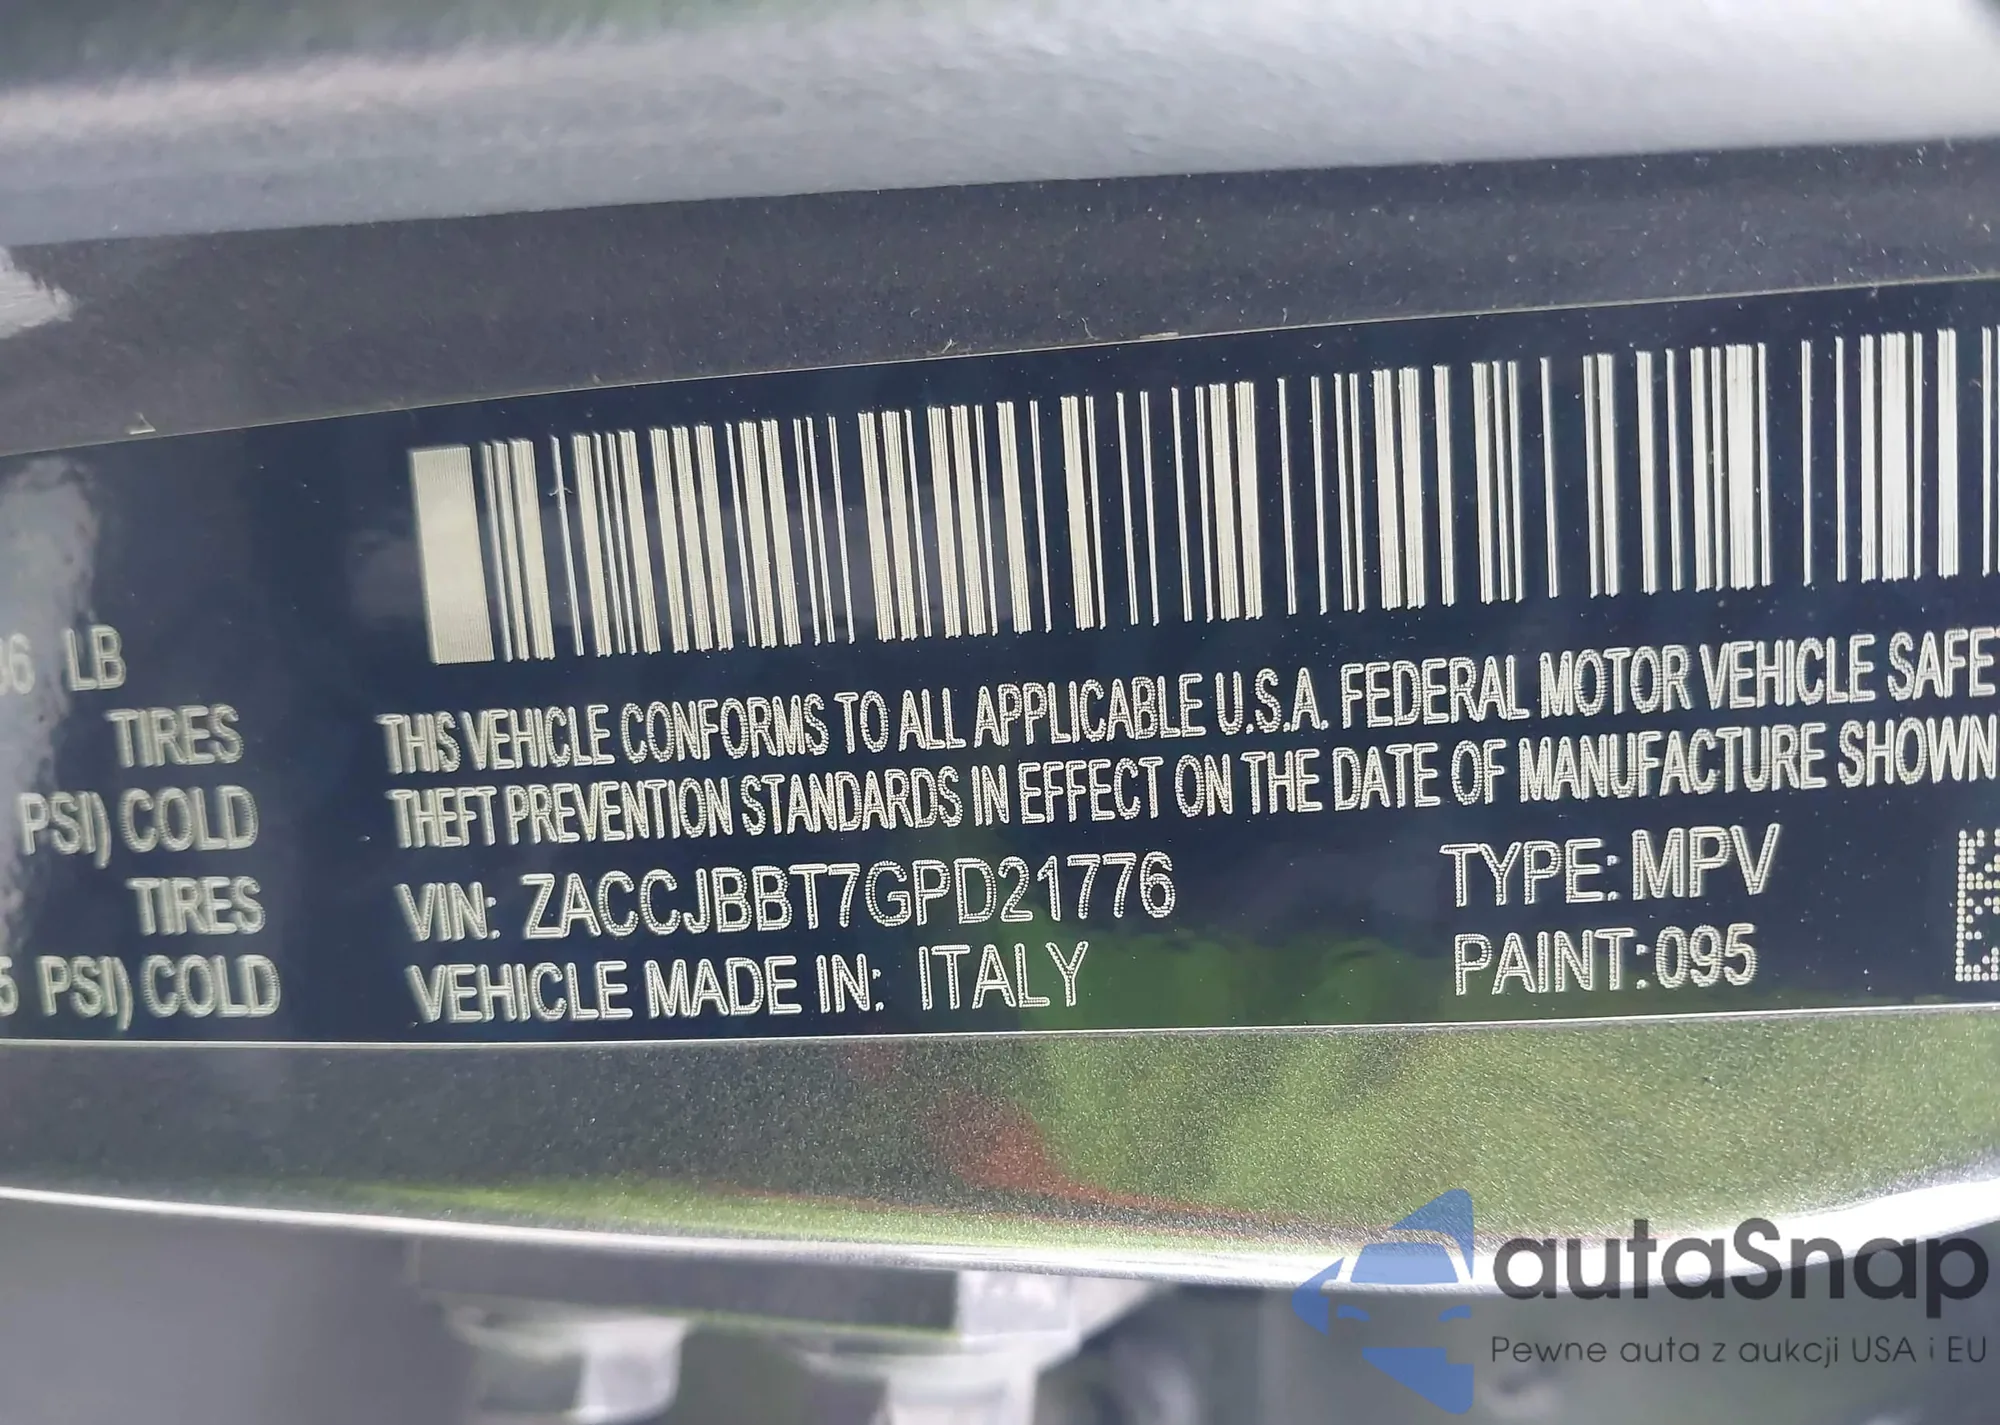 LB
TIRES
PSI) COLD
TIRES
5 PSI) COLD
THIS VEHICLE CONFORMS TO ALL APPLICABLE U.S.A. FEDERAL MOTOR VEHICLE SAFE
THEFT PREVENTION STANDARDS IN EFFECT ON THE DATE OF MANUFACTURE SHOWN
VIN: ZACCJBBT7GPD21776 TYPE: MPV
VEHICLE MADE IN: ITALY PAINT: 095
autaSnap
Pewne auta z aukcji USA i EU